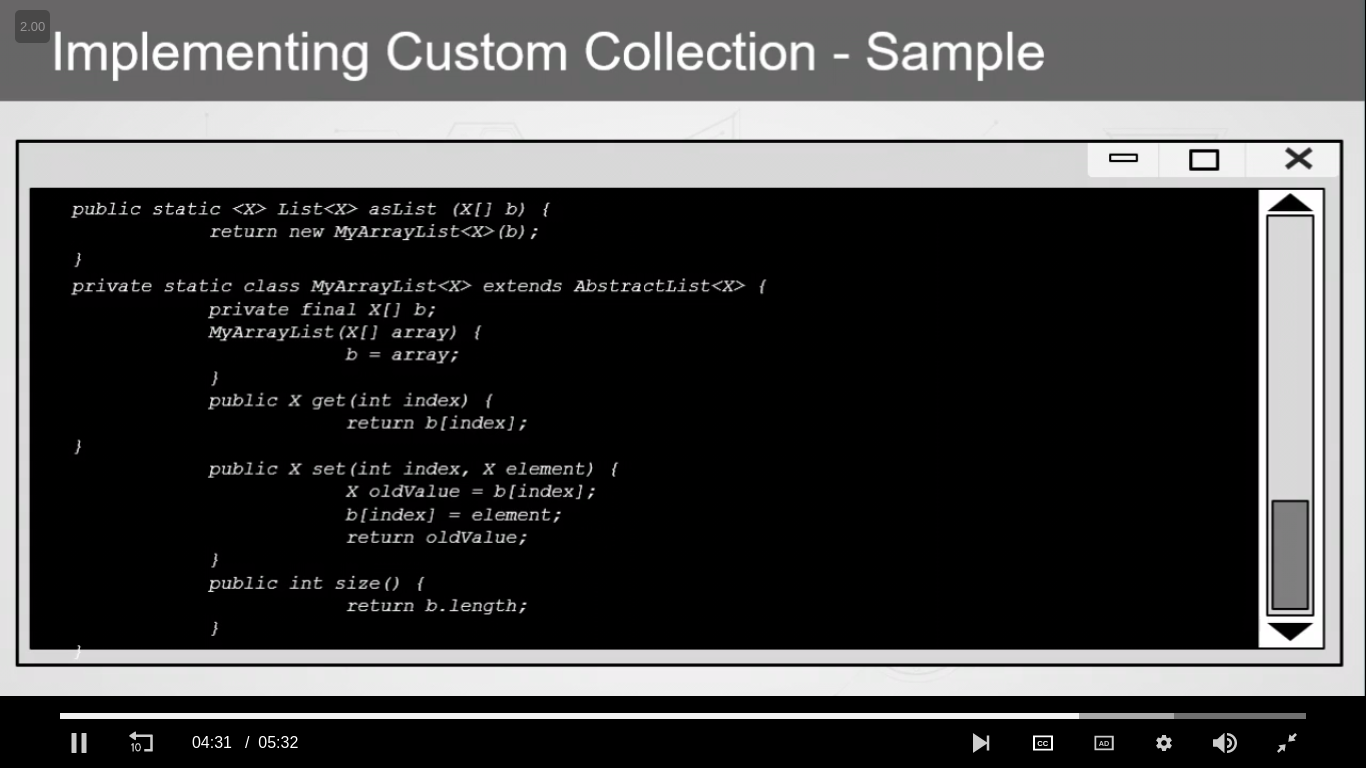 2.00
Implementing Custom Collection - Sample
public static <X> List<X> asList (X[] b) {
return new MyArrayList<X>(b);
}
private static class MyArrayList<X> extends AbstractList<X> {
private final X[] b;
MyArrayList(X[] array) {
b = array;
}
public X get(int index) {
return b[index];
}
public X set(int index, X element) {
X oldValue = b[index];
b[index] = element;
return oldValue;
}
public int size() {
return b.length;
}
}
10 04:31 / 05:32 CC AD